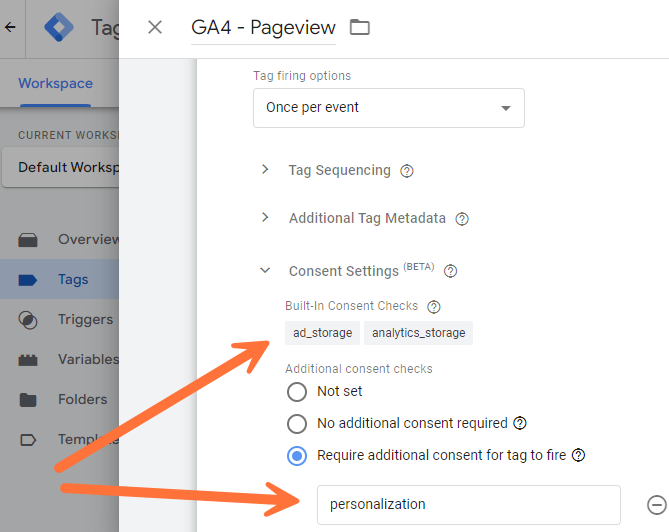 Tag
GA4 - Pageview
Workspace
Tag firing options
Once per event
CURRENT WORKS
Default Worksp
Tag Sequencing
Additional Tag Metadata
Overview
Consent Settings (BETA)
Tags
Built-In Consent Checks
Triggers
ad_storage analytics_storage
Variables
Additional consent checks
Not set
Folders
No additional consent required
Templa
Require additional consent for tag to fire
personalization